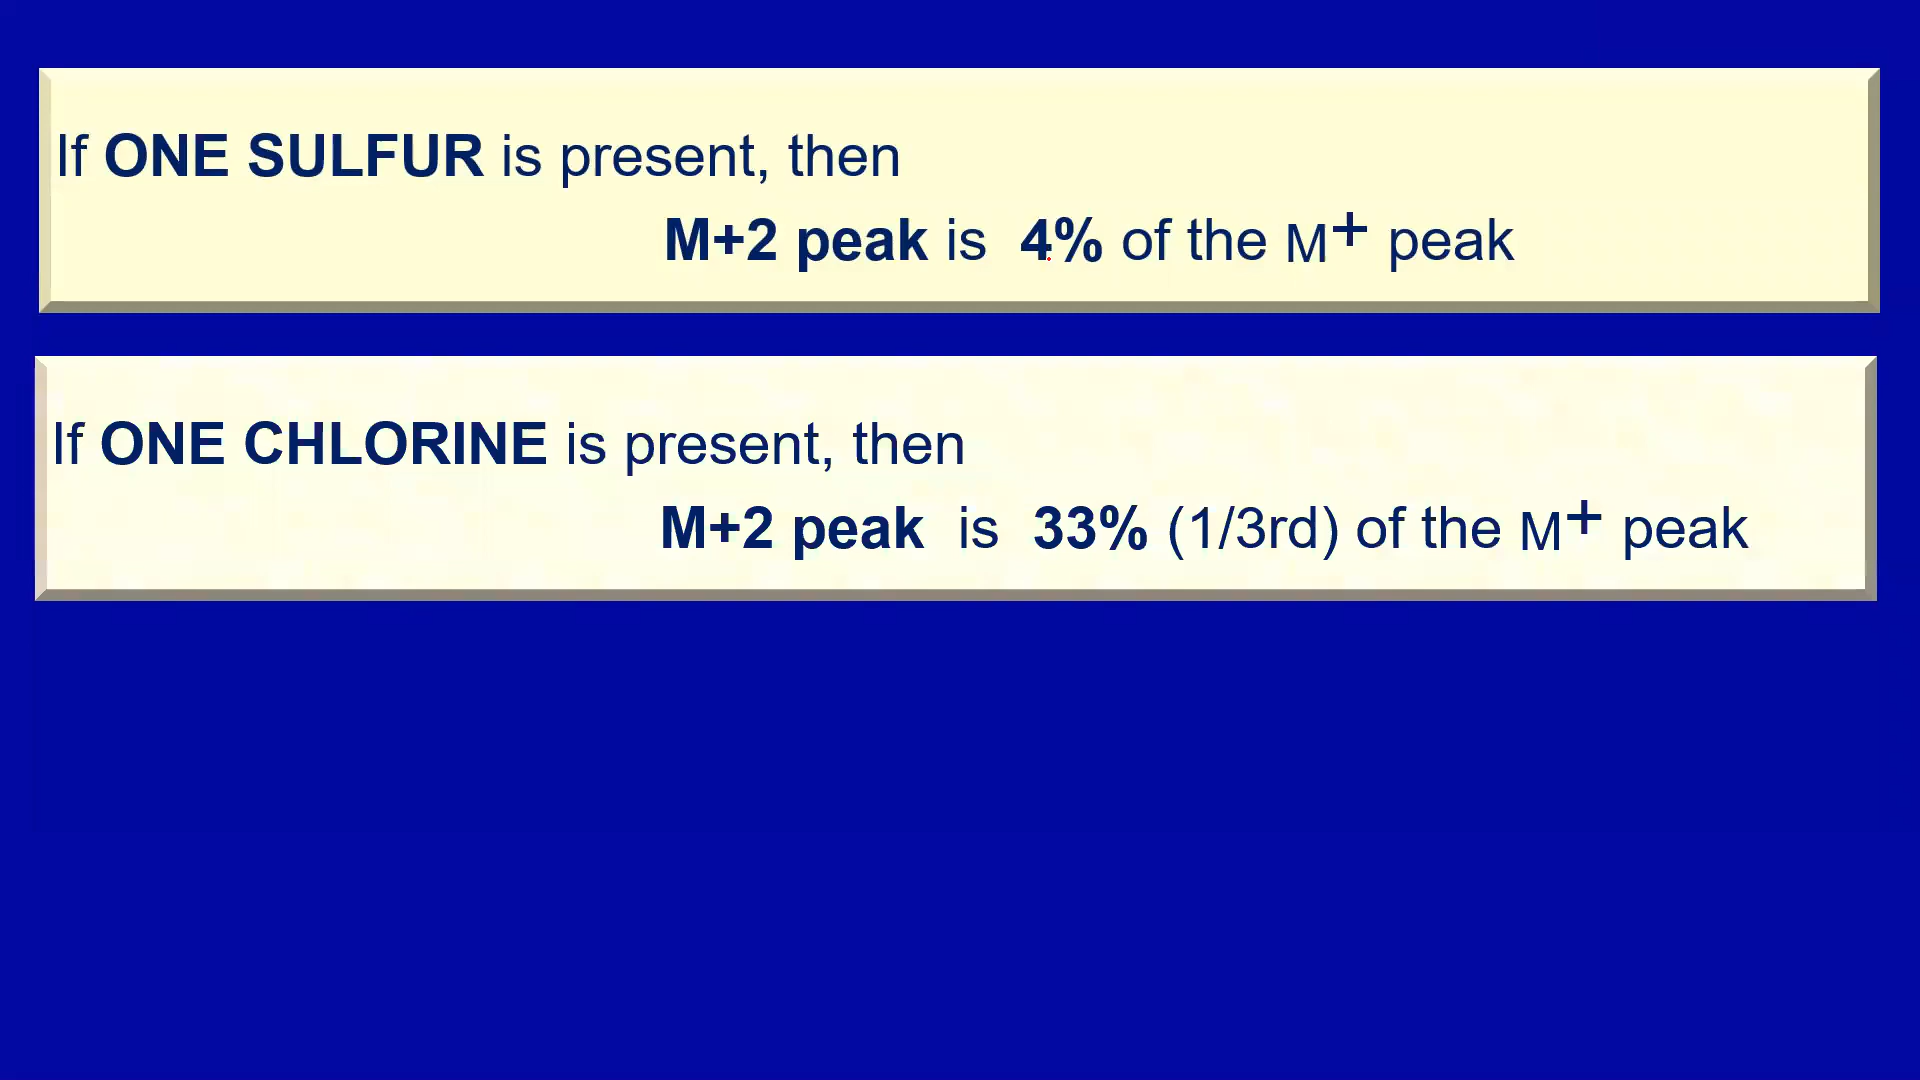 If ONE SULFUR is present, then
M+2 peak is 4% of the M+ peak
If ONE CHLORINE is present, then
M+2 peak is 33% (1/3rd) of the M+ peak